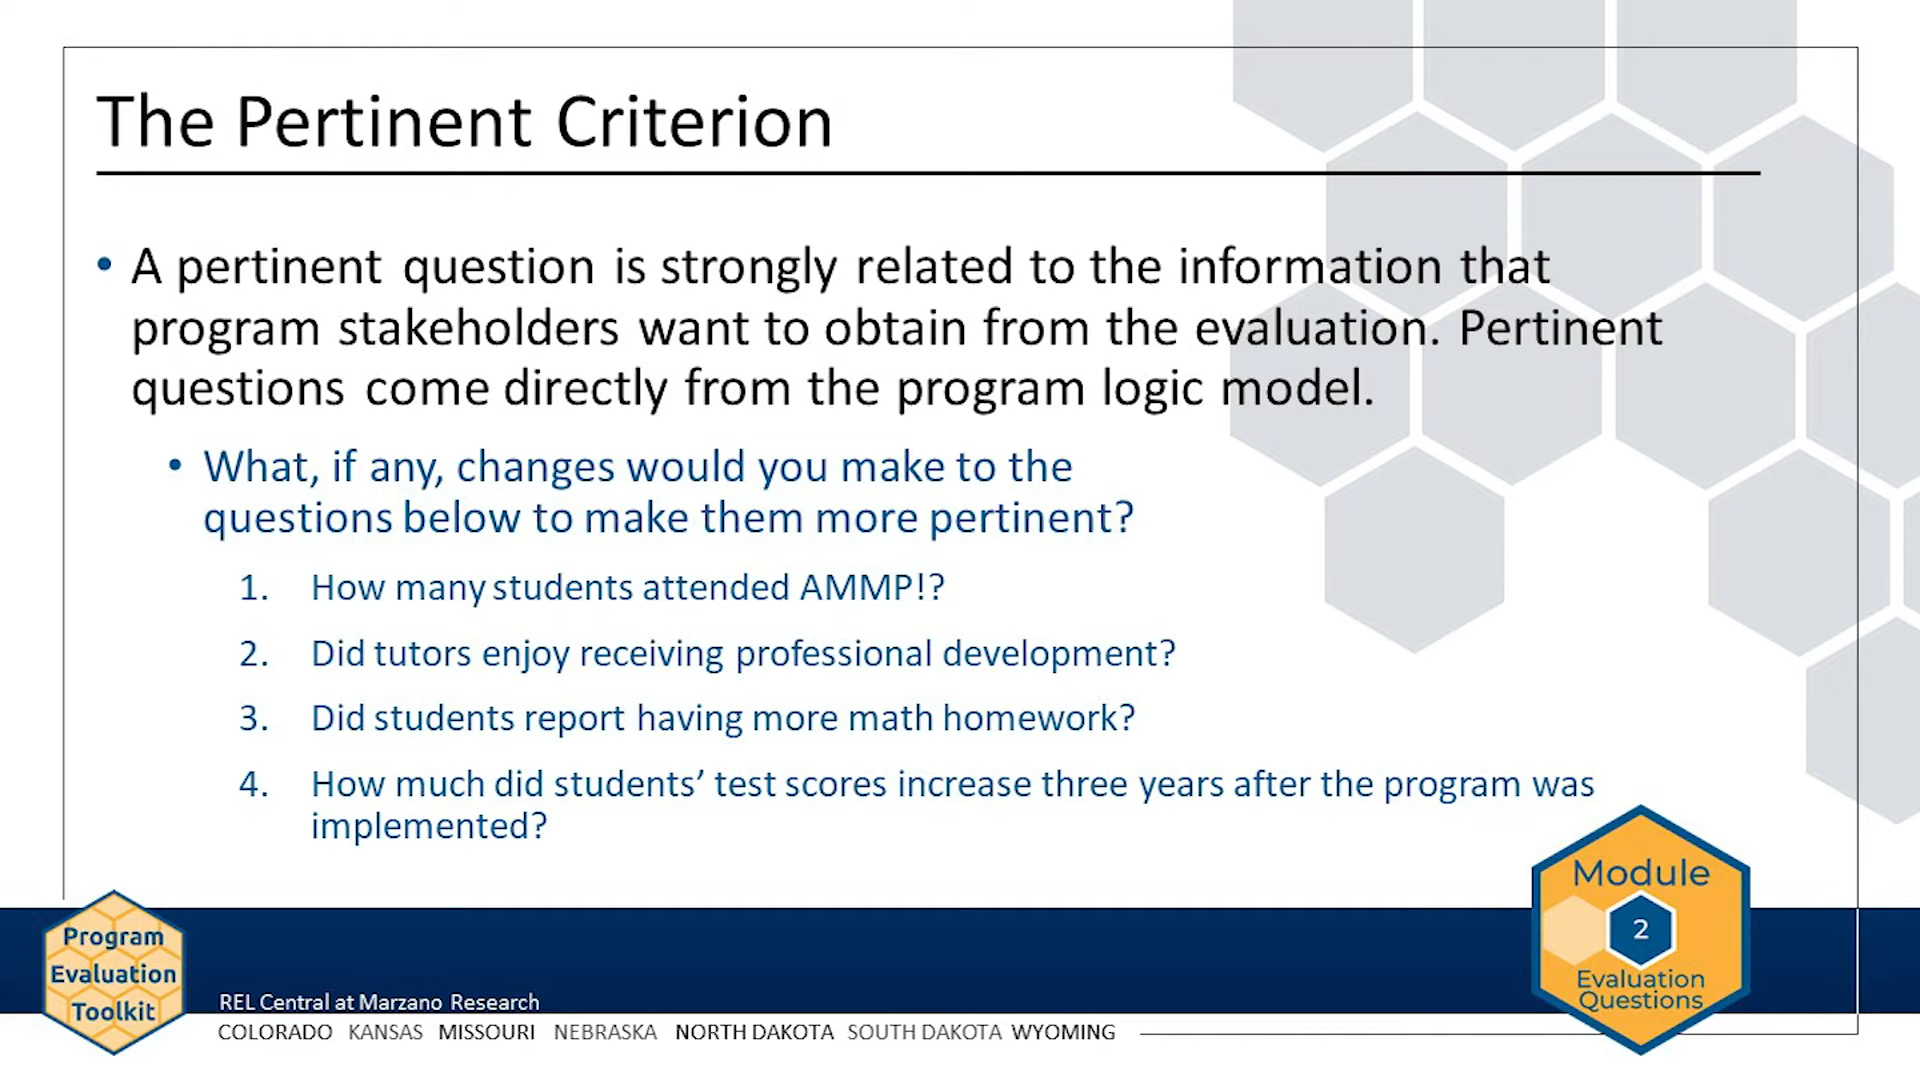 The Pertinent Criterion
• A pertinent question is strongly related to the information that
program stakeholders want to obtain from the evaluation. Pertinent
questions come directly from the program logic model.
• What, if any, changes would you make to the
questions below to make them more pertinent?
1. How many students attended AMMP!?
2. Did tutors enjoy receiving professional development?
3. Did students report having more math homework?
4. How much did students’ test scores increase three years after the program was
implemented?
Program
Evaluation
Toolkit
REL Central at Marzano Research
COLORADO KANSAS MISSOURI NEBRASKA NORTH DAKOTA SOUTH DAKOTA WYOMING
Module
2
Evaluation
Questions